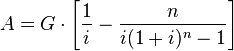 A = G · [1/i − n/(i(1+i)^n − 1)]